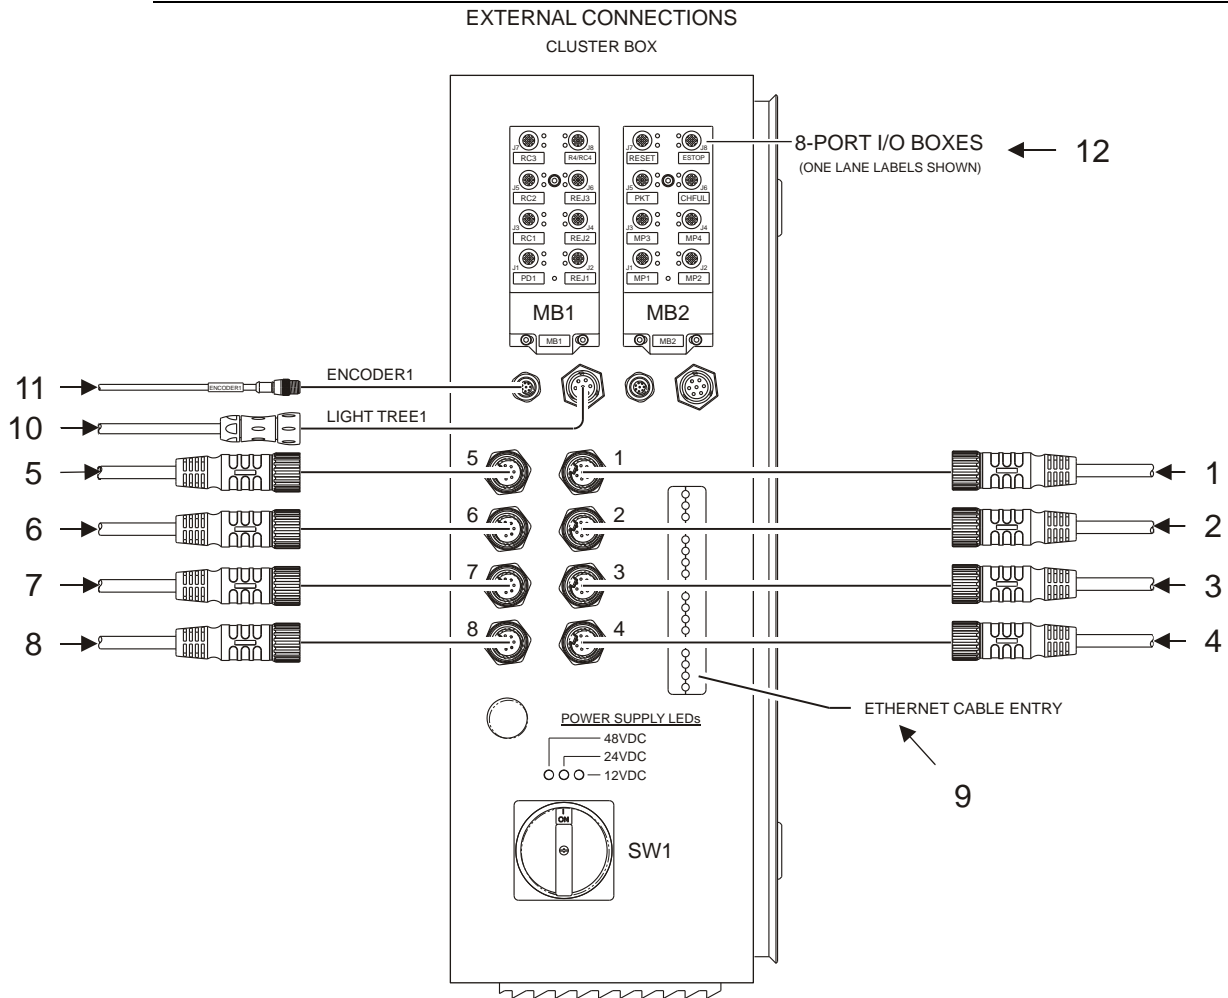 EXTERNAL CONNECTIONS
CLUSTER BOX
J7 J8 J7 J8
RC3 R4/RC4 RESET ESTOP
8-PORT I/O BOXES 12
(ONE LANE LABELS SHOWN)
J5 J6 J5 J6
RC2 REJ3 PKT CHFUL
J3 J4 J3 J4
RC1 REJ2 MP3 MP4
J1 J2 J1 J2
PD1 REJ1 MP1 MP2
MB1 MB2
MB1 MB2
11 ENCODER1 ENCODER1
10 LIGHT TREE1
5 5 1 1
6 6 2 2
7 7 3 3
8 8 4 4
ETHERNET CABLE ENTRY
9
POWER SUPPLY LEDs
48VDC
24VDC
12VDC
I
ON
SW1